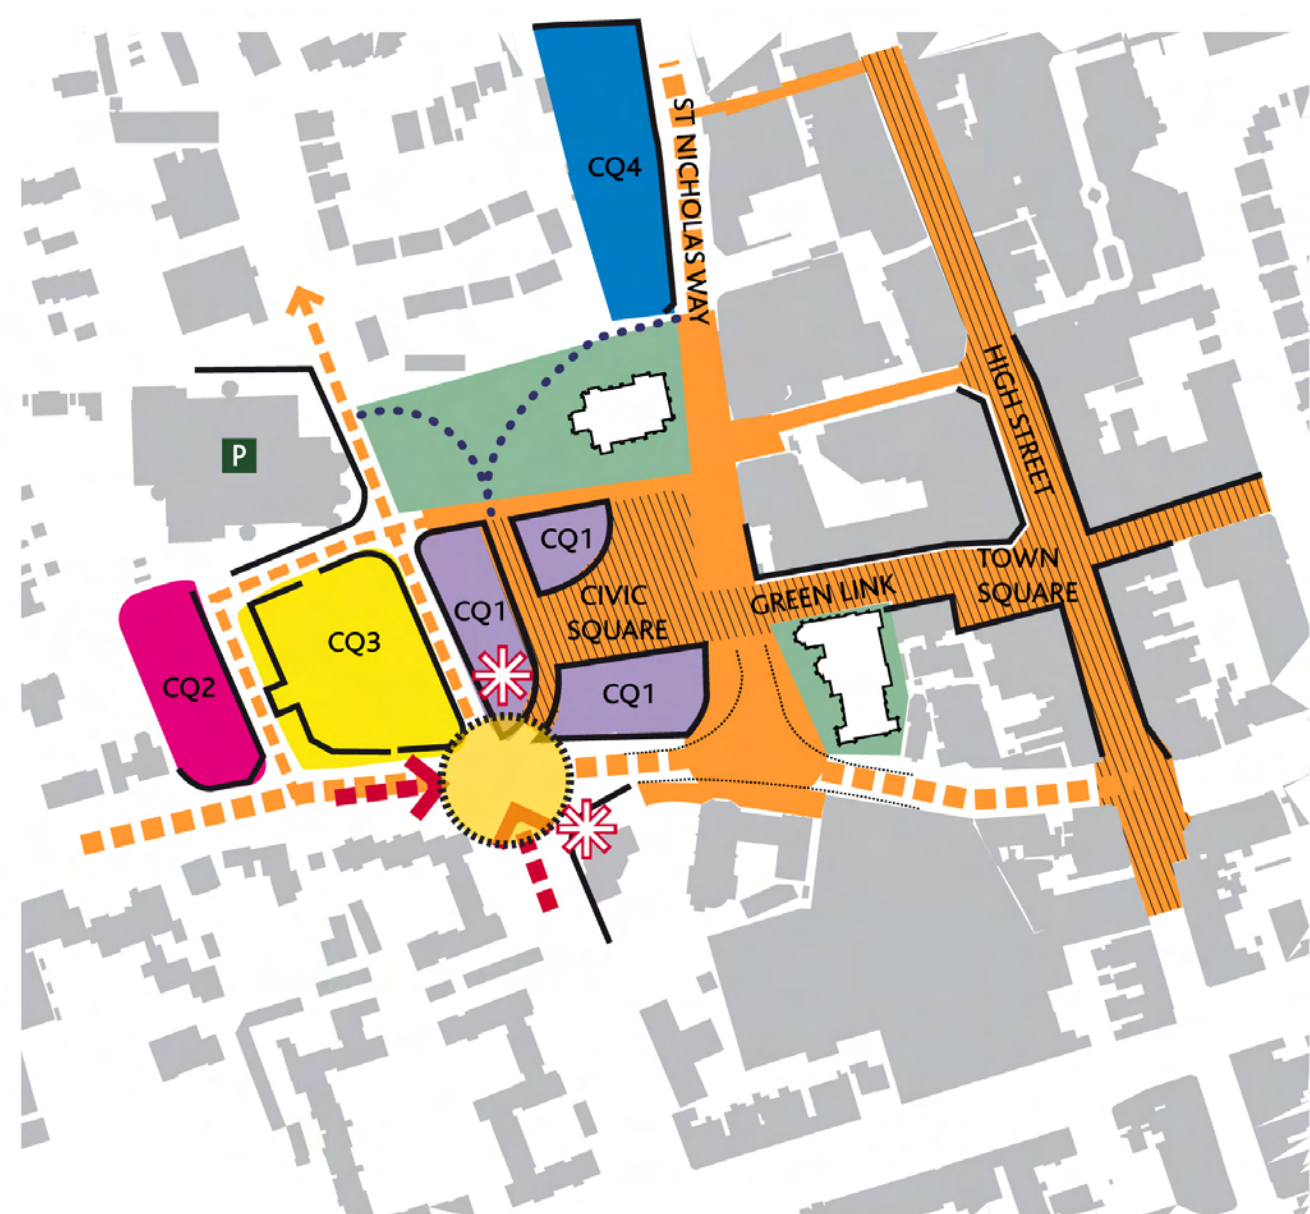 CQ4
ST NICHOLAS WAY
HIGH STREET
P
CQ1
CQ1
CIVIC
SQUARE
GREEN LINK
TOWN
SQUARE
CQ3
CQ2
CQ1